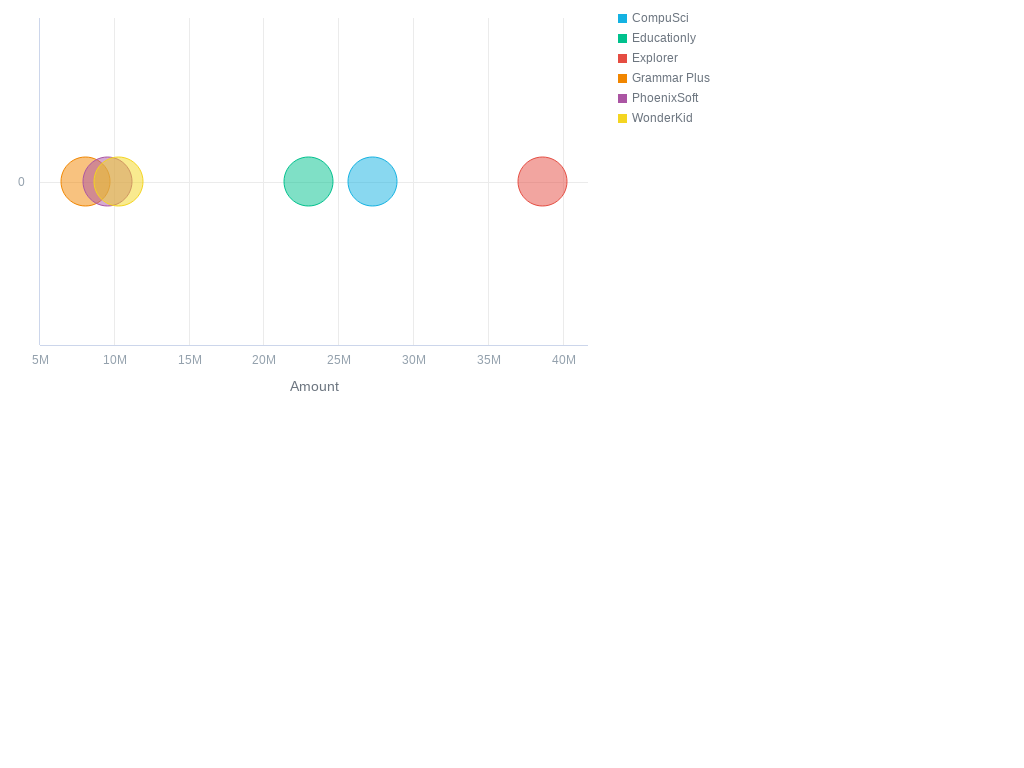 CompuSci
Educationly
Explorer
Grammar Plus
PhoenixSoft
WonderKid
0
5M 10M 15M 20M 25M 30M 35M 40M
Amount